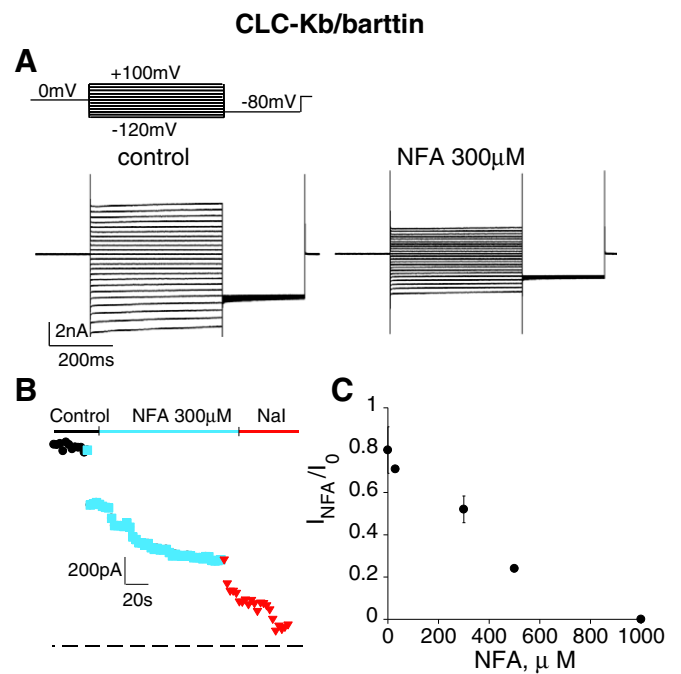 CLC-Kb/barttin
A
+100mV
0mV
-80mV
-120mV
control
NFA 300μM
2nA
200ms
B
Control
NFA 300μM
NaI
200pA
20s
C
1
0.8
0.6
0.4
0.2
0
I_NFA/I_0
0 200 400 600 800 1000
NFA, μ M